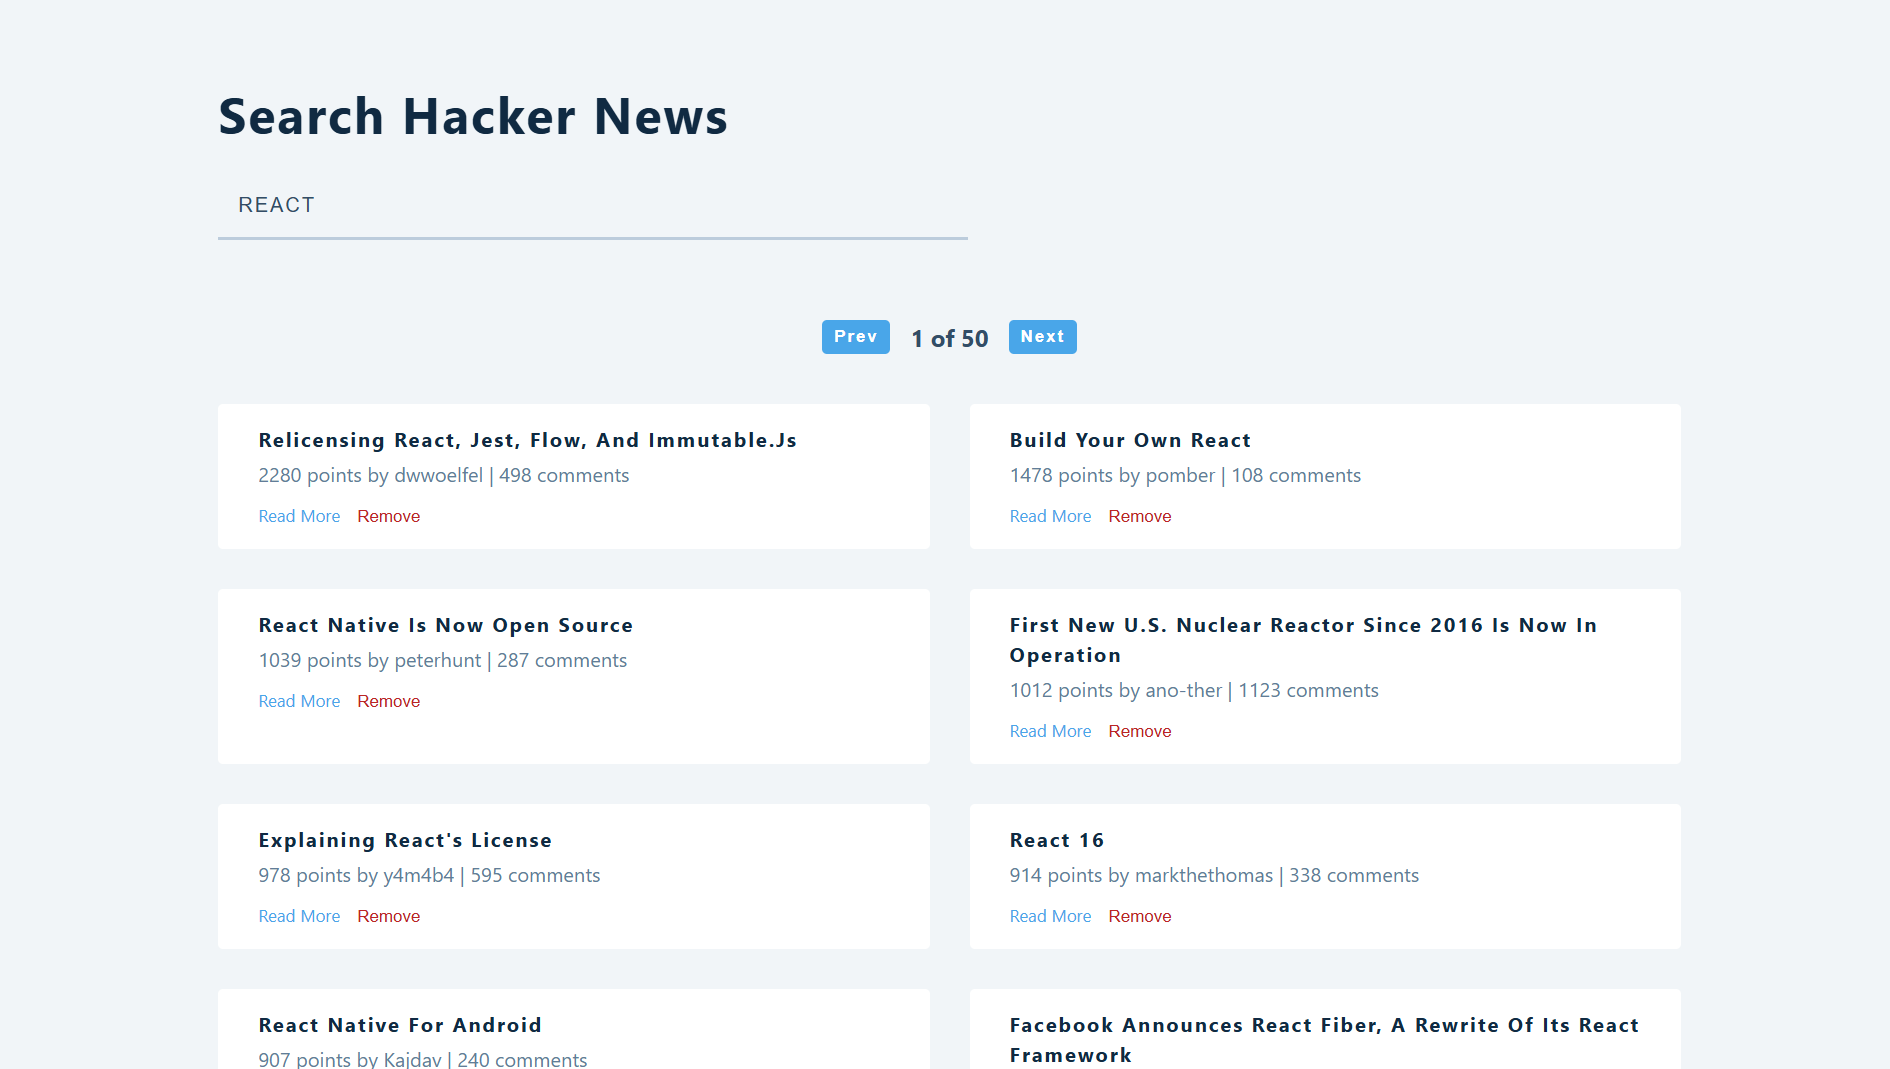 Search Hacker News
REACT
Prev 1 of 50 Next
Relicensing React, Jest, Flow, And Immutable.Js
2280 points by dwwoelfel | 498 comments
Read More Remove
Build Your Own React
1478 points by pomber | 108 comments
Read More Remove
React Native Is Now Open Source
1039 points by peterhunt | 287 comments
Read More Remove
First New U.S. Nuclear Reactor Since 2016 Is Now In
Operation
1012 points by ano-ther | 1123 comments
Read More Remove
Explaining React's License
978 points by y4m4b4 | 595 comments
Read More Remove
React 16
914 points by markthethomas | 338 comments
Read More Remove
React Native For Android
907 points by Kajdav | 240 comments
Facebook Announces React Fiber, A Rewrite Of Its React
Framework